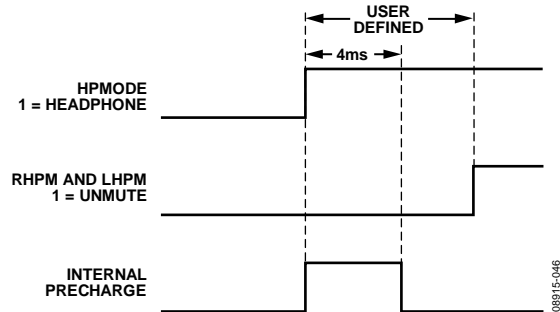 USER
DEFINED
4ms
HPMODE
1 = HEADPHONE
RHPM AND LHPM
1 = UNMUTE
INTERNAL
PRECHARGE
08915-046